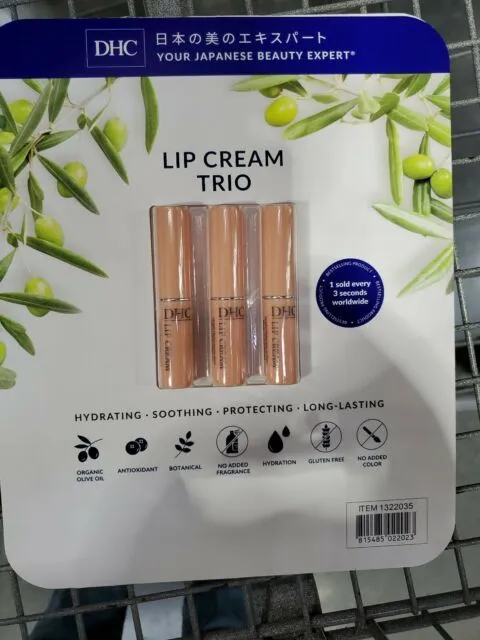 DHC
日本の美のエキスパート
YOUR JAPANESE BEAUTY EXPERT®
LIP CREAM
TRIO
BESTSELLING PRODUCT
1 sold every
3 seconds
worldwide
DHC
LIP CREAM
DHC
LIP CREAM
DHC
LIP CREAM
HYDRATING · SOOTHING · PROTECTING · LONG-LASTING
ORGANIC
OLIVE OIL
ANTIOXIDANT
BOTANICAL
NO ADDED
FRAGRANCE
HYDRATION
GLUTEN FREE
NO ADDED
COLOR
ITEM 1322035
815485 022023